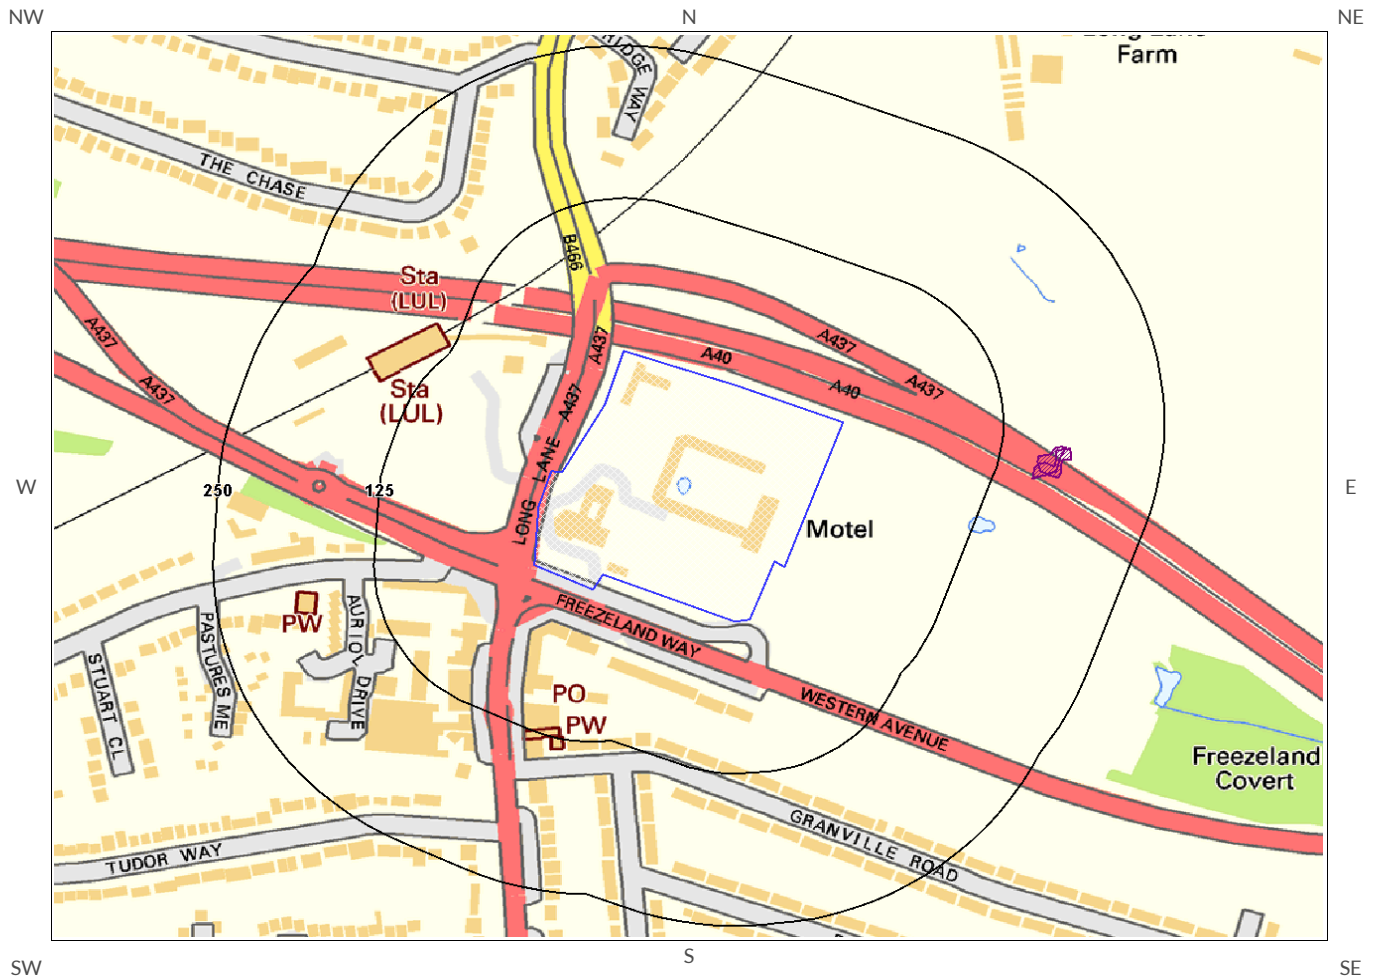 NW
N
NE
RIDGE WAY
Farm
THE CHASE
B466
Sta
(LUL)
A437
A437
A437
A40
A437
A40
A437
A437
Sta
(LUL)
LONG LANE
W
250
125
E
Motel
PW
AURIOL DRIVE
PASTURES ME
STUART CL
FREEZELAND WAY
PO
PW
WESTERN AVENUE
Freezeland
Covert
GRANVILLE ROAD
TUDOR WAY
SW
S
SE